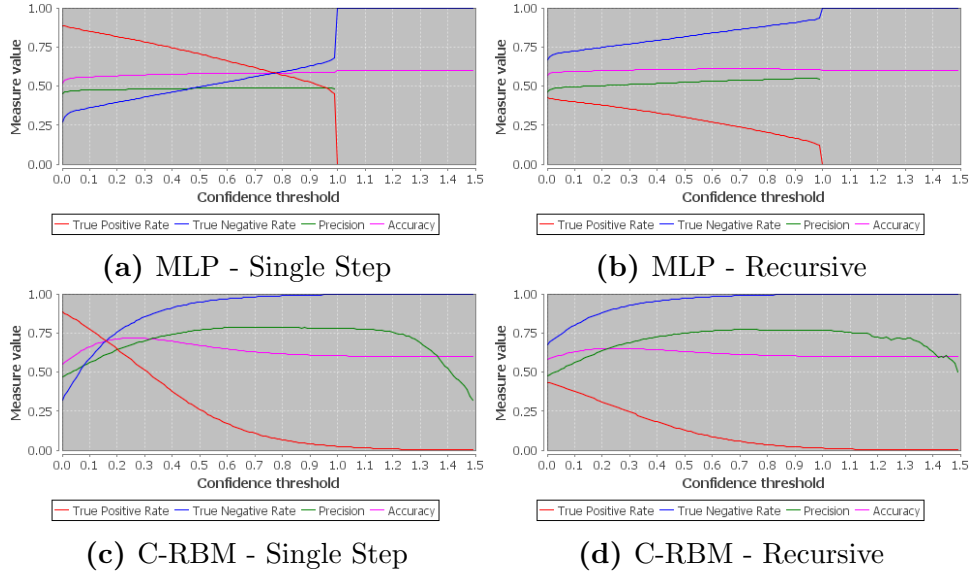 Measure value
1.00
0.75
0.50
0.25
0.00
0.0 0.1 0.2 0.3 0.4 0.5 0.6 0.7 0.8 0.9 1.0 1.1 1.2 1.3 1.4 1.5
Confidence threshold
True Positive Rate True Negative Rate Precision Accuracy
(a) MLP - Single Step
Measure value
1.00
0.75
0.50
0.25
0.00
0.0 0.1 0.2 0.3 0.4 0.5 0.6 0.7 0.8 0.9 1.0 1.1 1.2 1.3 1.4 1.5
Confidence threshold
True Positive Rate True Negative Rate Precision Accuracy
(b) MLP - Recursive
Measure value
1.00
0.75
0.50
0.25
0.00
0.0 0.1 0.2 0.3 0.4 0.5 0.6 0.7 0.8 0.9 1.0 1.1 1.2 1.3 1.4 1.5
Confidence threshold
True Positive Rate True Negative Rate Precision Accuracy
(c) C-RBM - Single Step
Measure value
1.00
0.75
0.50
0.25
0.00
0.0 0.1 0.2 0.3 0.4 0.5 0.6 0.7 0.8 0.9 1.0 1.1 1.2 1.3 1.4 1.5
Confidence threshold
True Positive Rate True Negative Rate Precision Accuracy
(d) C-RBM - Recursive